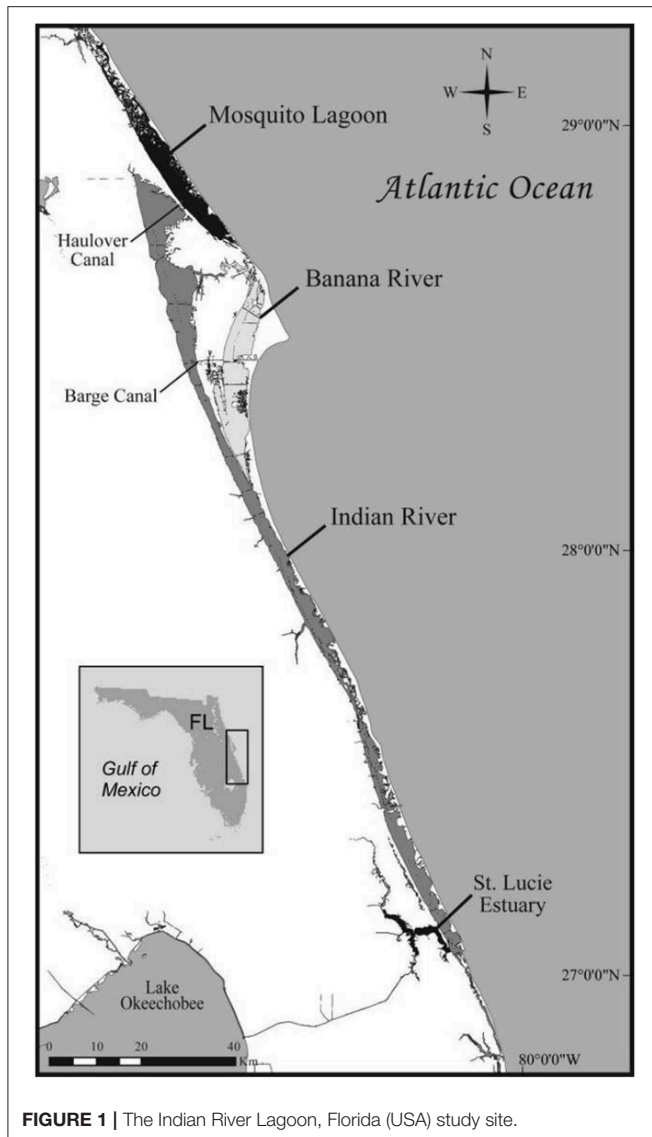 N
W E
S
29°0'0"N
Mosquito Lagoon
Atlantic Ocean
Haulover
Canal
Banana River
Barge Canal
Indian River
28°0'0"N
FL
Gulf of
Mexico
St. Lucie
Estuary
27°0'0"N
Lake
Okeechobee
0 10 20 40
Km
80°0'0"W
FIGURE 1 | The Indian River Lagoon, Florida (USA) study site.